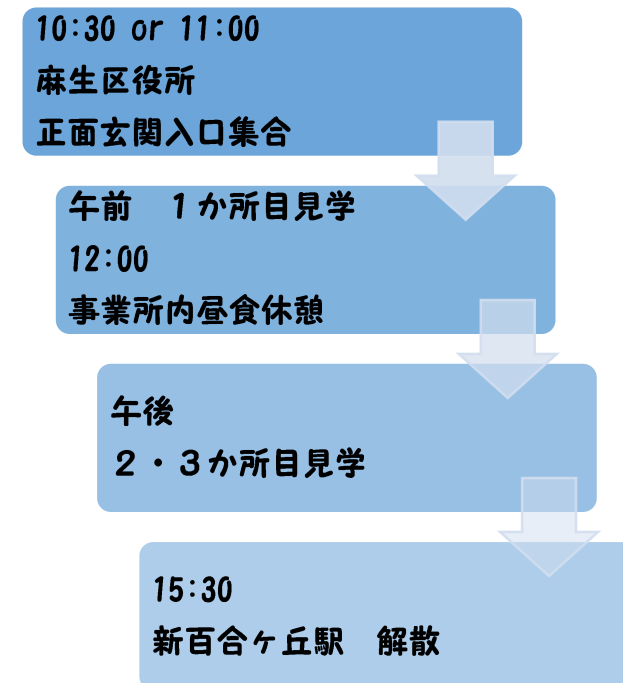 10:30 or 11:00
麻生区役所
正面玄関入口集合
午前　１か所目見学
12:00
事業所内昼食休憩
午後
２・３か所目見学
15:30
新百合ヶ丘駅　解散